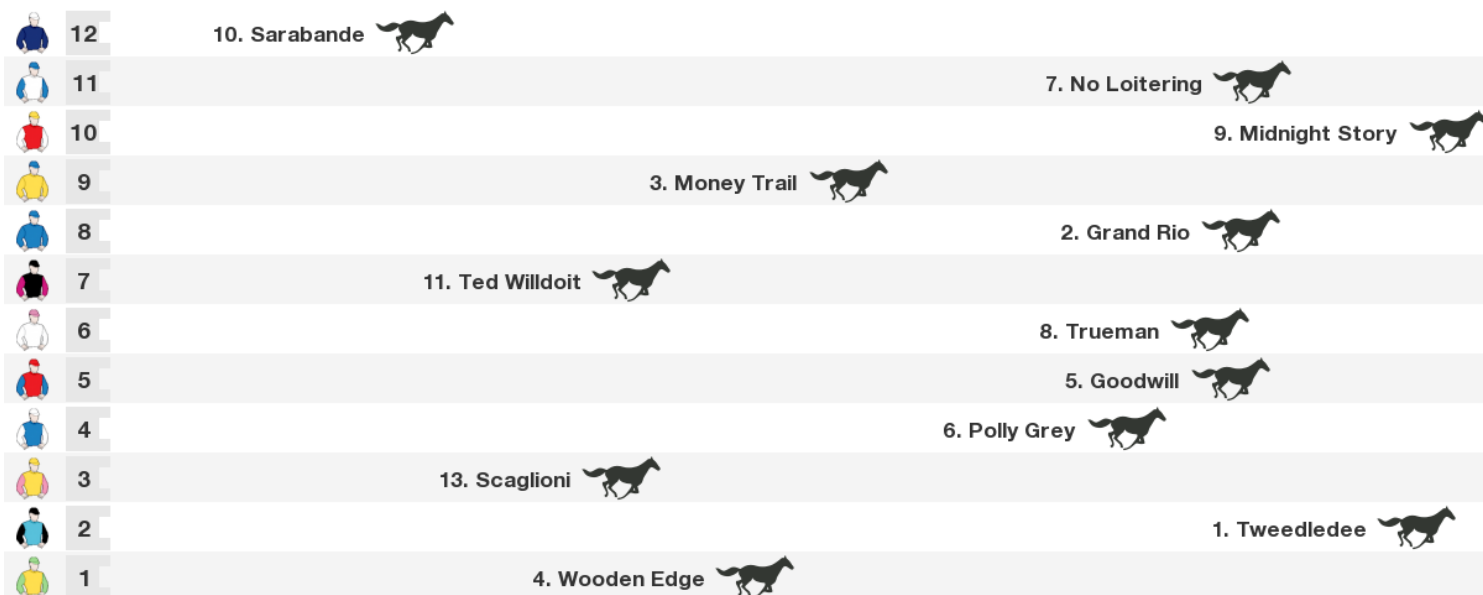 12 10. Sarabande
11 7. No Loitering
10 9. Midnight Story
9 3. Money Trail
8 2. Grand Rio
7 11. Ted Willdoit
6 8. Trueman
5 5. Goodwill
4 6. Polly Grey
3 13. Scaglioni
2 1. Tweedledee
1 4. Wooden Edge